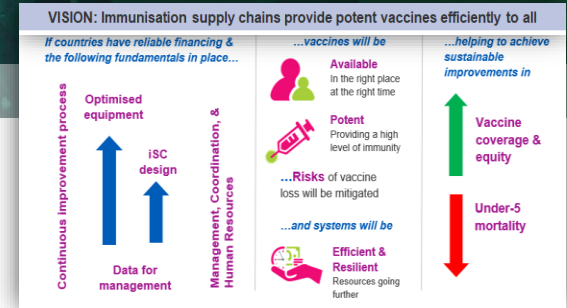 VISION: Immunisation supply chains provide potent vaccines efficiently to all
If countries have reliable financing &
the following fundamentals in place…
Continuous improvement process
Optimised
equipment
iSC
design
Data for
management
Management, Coordination, &
Human Resources
…vaccines will be
Available
In the right place
at the right time
Potent
Providing a high
level of immunity
…Risks of vaccine
loss will be mitigated
…and systems will be
Efficient &
Resilient
Resources going
further
…helping to achieve
sustainable
improvements in
Vaccine
coverage &
equity
Under-5
mortality